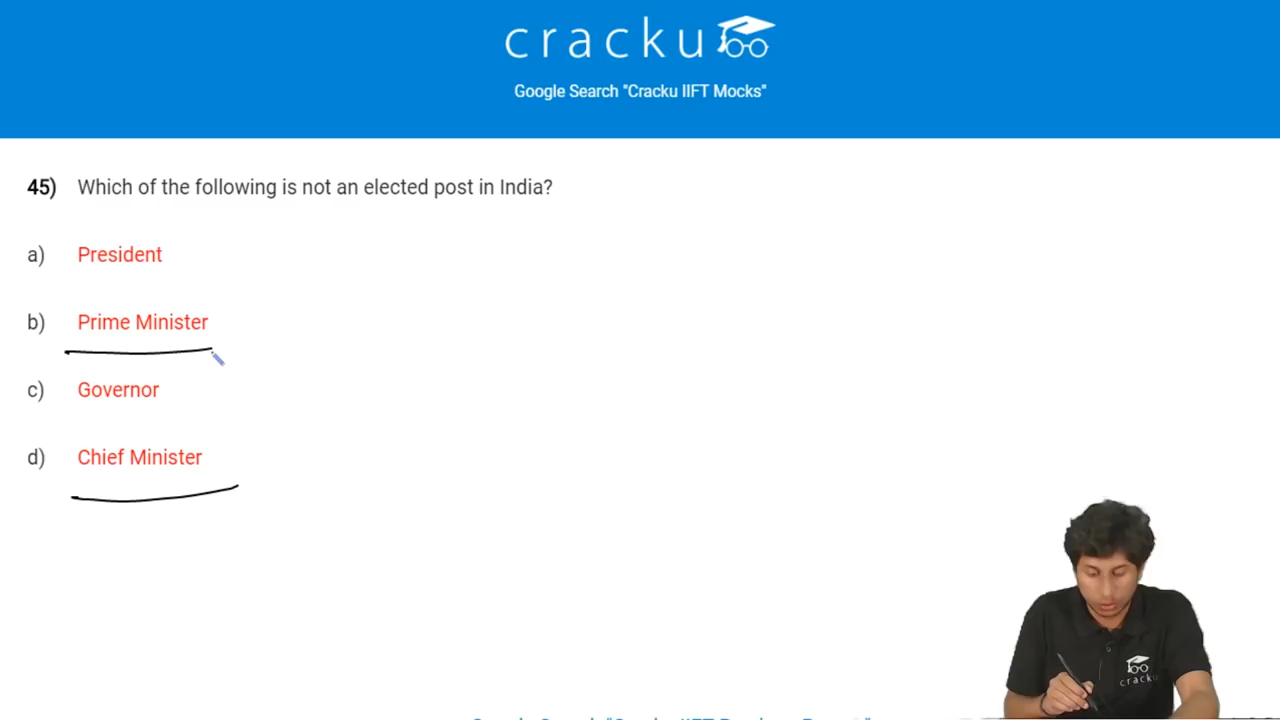 cracku
Google Search "Cracku IIFT Mocks"
45) Which of the following is not an elected post in India?
a) President
b) Prime Minister
c) Governor
d) Chief Minister
cracku